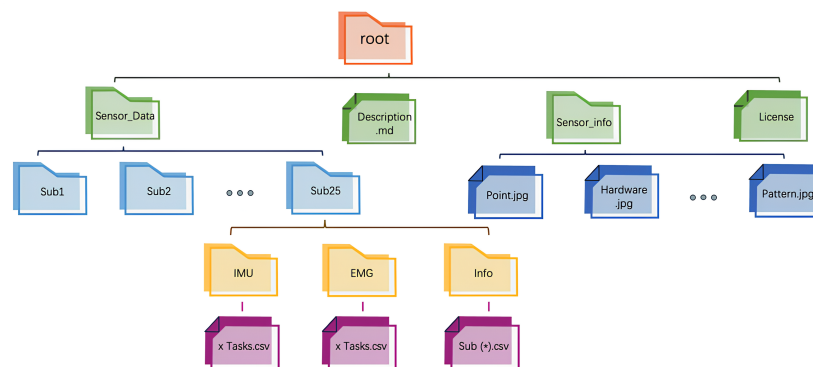 root
Sensor_Data
Description
.md
Sensor_info
License
Sub1
Sub2
Sub25
Point.jpg
Hardware
.jpg
Pattern.jpg
IMU
EMG
Info
x Tasks.csv
x Tasks.csv
Sub (*).csv